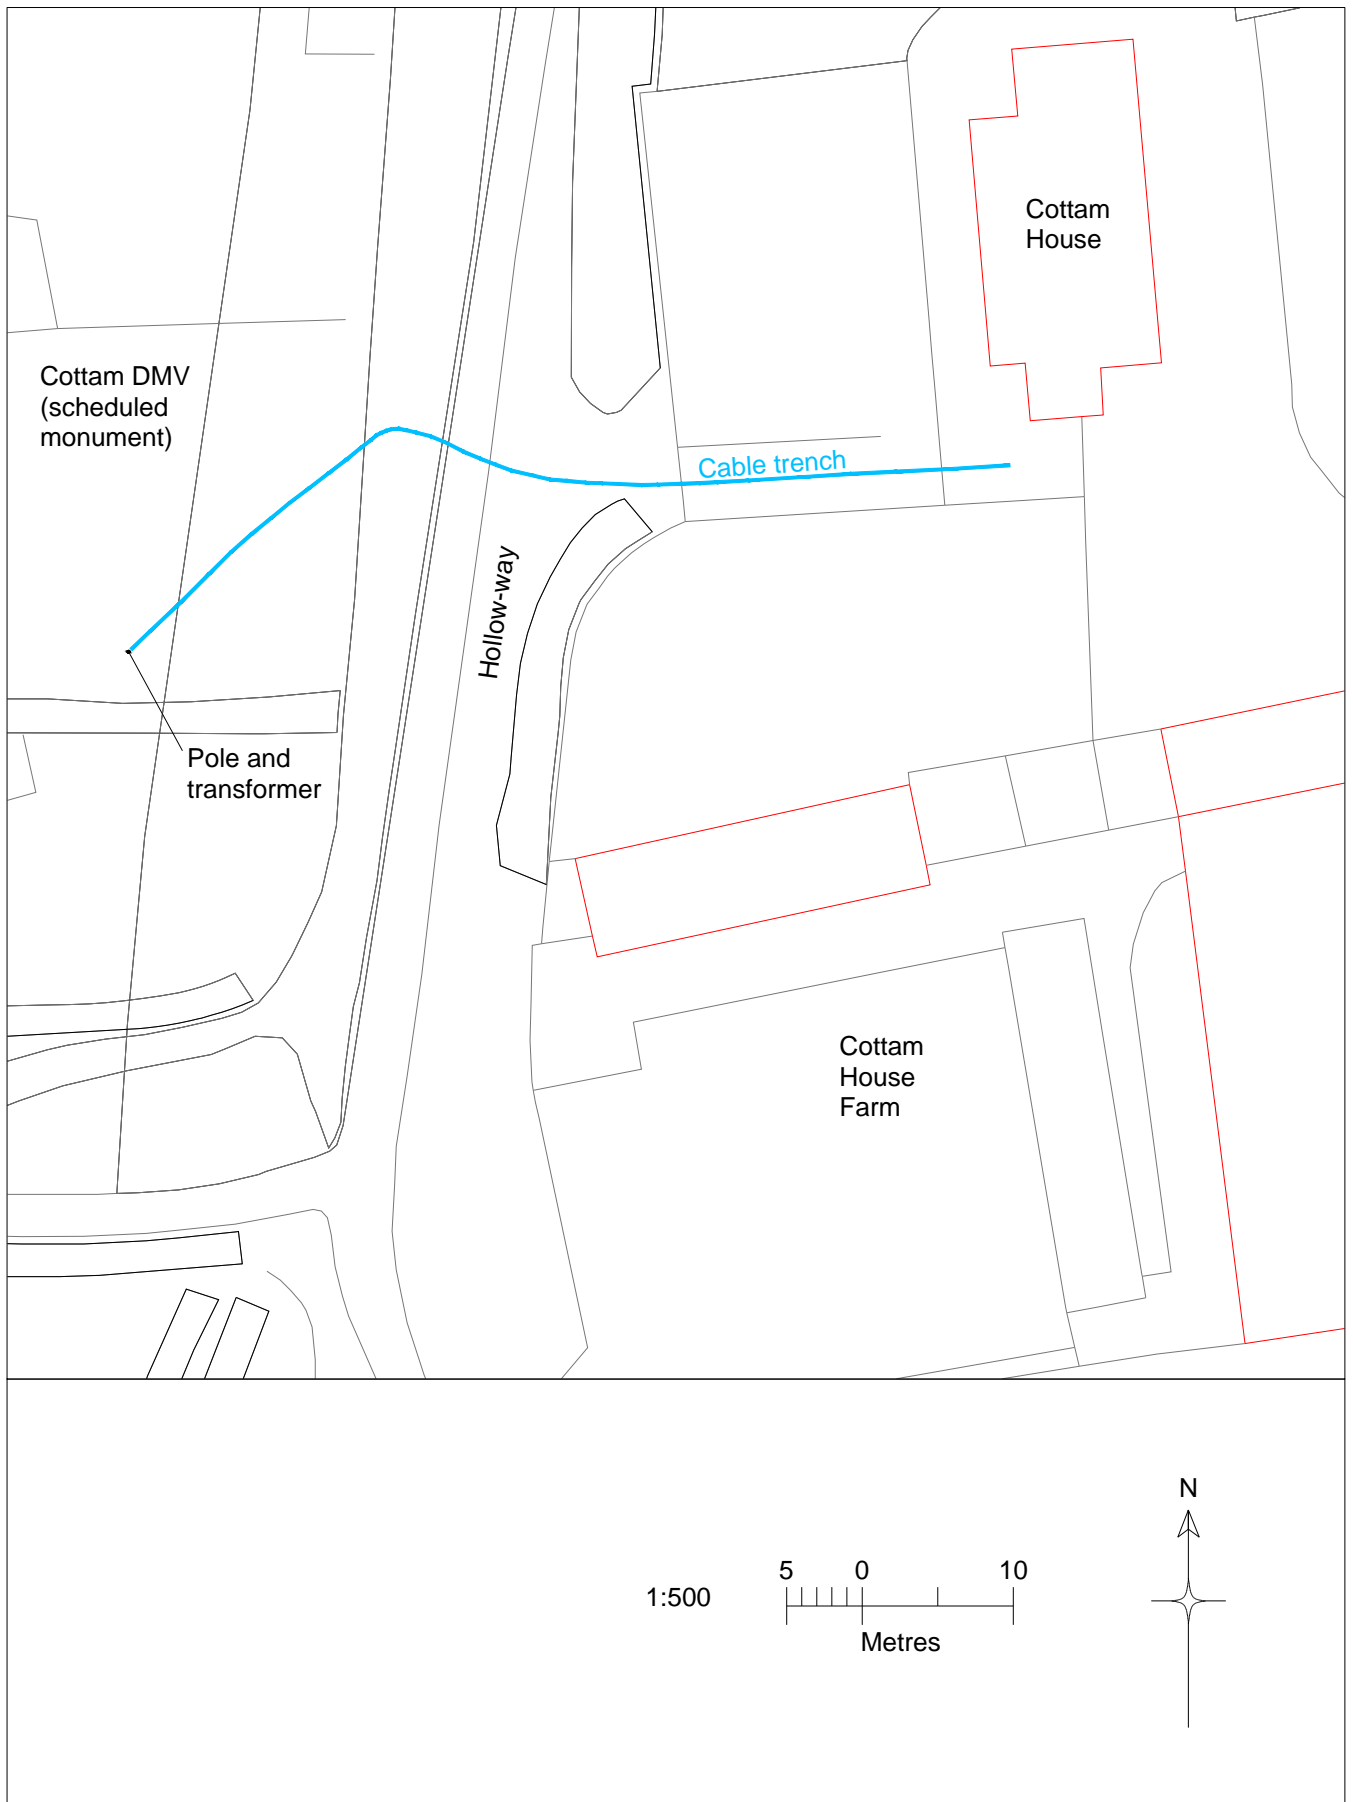 Cottam
House
Cottam DMV
(scheduled
monument)
Cable trench
Hollow-way
Pole and
transformer
Cottam
House
Farm
N
5 0 10
1:500
Metres